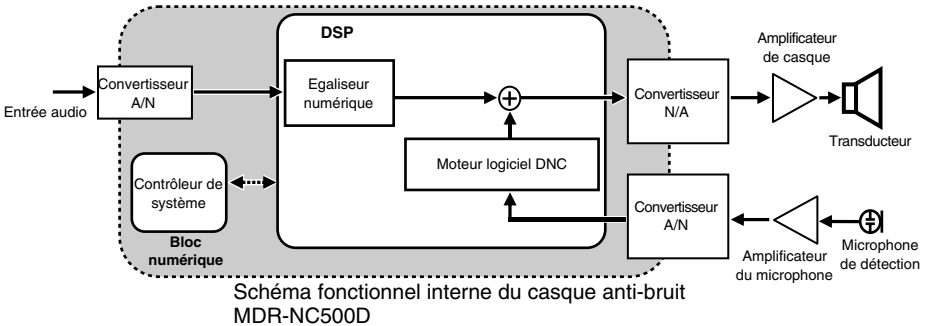 DSP
Amplificateur
de casque
Convertisseur
A/N
Entrée audio
Egaliseur
numérique
Convertisseur
N/A
Transducteur
Moteur logiciel DNC
Contrôleur de
système
Bloc
numérique
Convertisseur
A/N
Amplificateur
du microphone
Microphone
de détection
Schéma fonctionnel interne du casque anti-bruit
MDR-NC500D